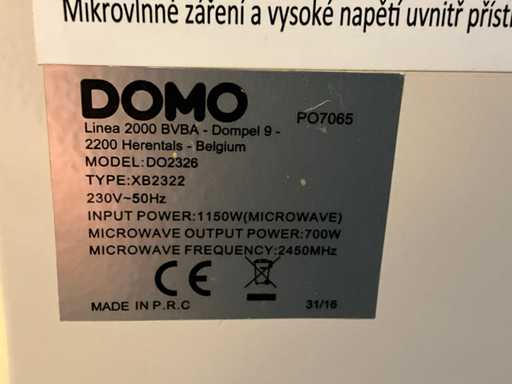 Mikrovlnné záření a vysoké napětí uvnitř přístr
DOMO
PO7065
Linea 2000 BVBA - Dompel 9 -
2200 Herentals - Belgium
MODEL:DO2326
TYPE:XB2322
230V~50Hz
INPUT POWER:1150W(MICROWAVE)
MICROWAVE OUTPUT POWER:700W
MICROWAVE FREQUENCY:2450MHz
CE
MADE IN P.R.C
31/16